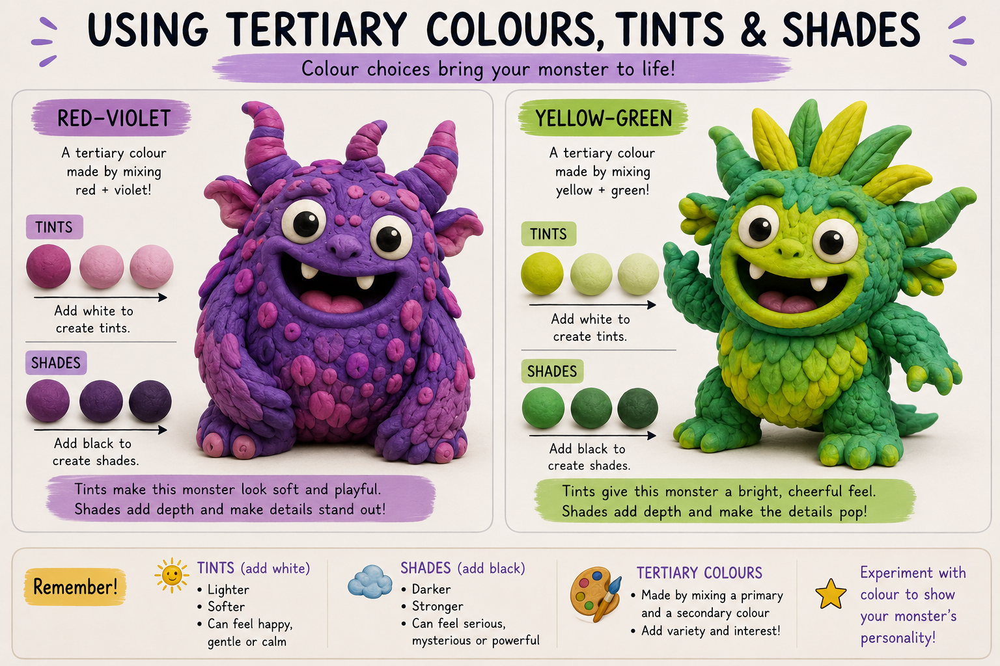 USING TERTIARY COLOURS, TINTS & SHADES
Colour choices bring your monster to life!
RED–VIOLET
A tertiary colour
made by mixing
red + violet!
TINTS
Add white to
create tints.
SHADES
Add black to
create shades.
Tints make this monster look soft and playful.
Shades add depth and make details stand out!
YELLOW–GREEN
A tertiary colour
made by mixing
yellow + green!
TINTS
Add white to
create tints.
SHADES
Add black to
create shades.
Tints give this monster a bright, cheerful feel.
Shades add depth and make the details pop!
Remember!
TINTS (add white)
• Lighter
• Softer
• Can feel happy,
gentle or calm
SHADES (add black)
• Darker
• Stronger
• Can feel serious,
mysterious or powerful
TERTIARY COLOURS
• Made by mixing a primary
and a secondary colour
• Add variety and interest!
Experiment with
colour to show
your monster's
personality!